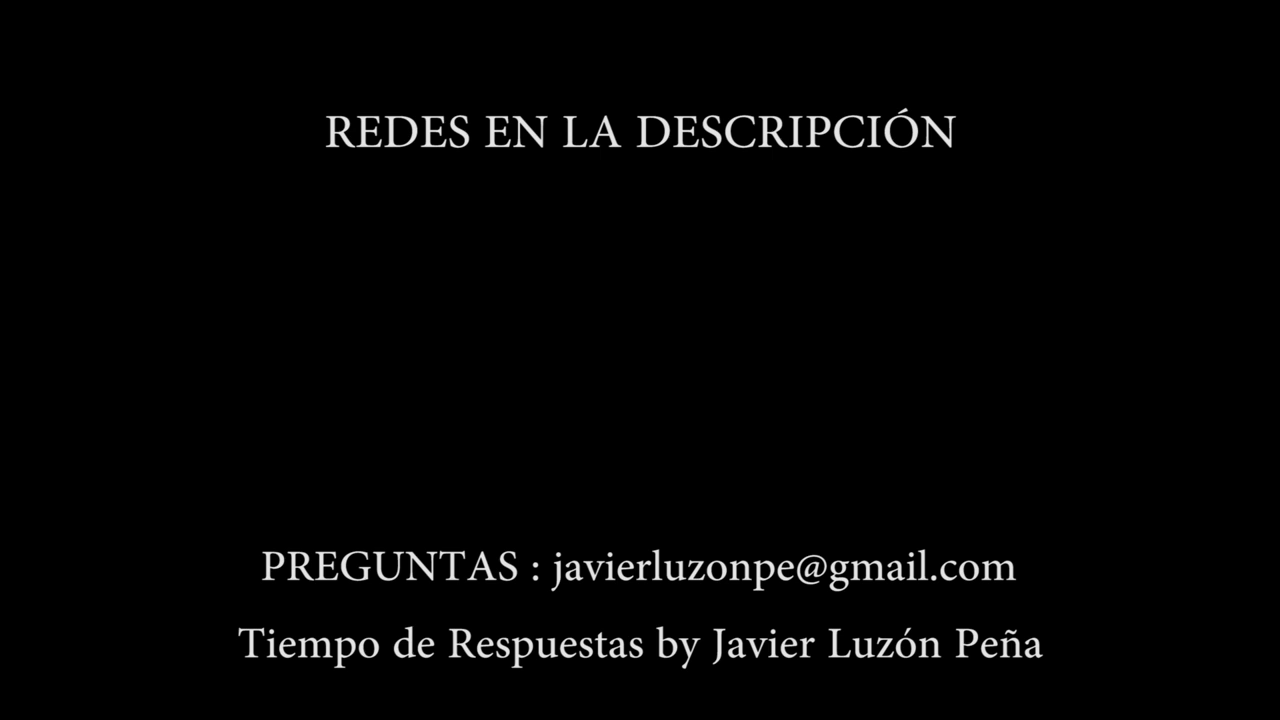 REDES EN LA DESCRIPCIÓN
PREGUNTAS : javierluzonpe@gmail.com
Tiempo de Respuestas by Javier Luzón Peña